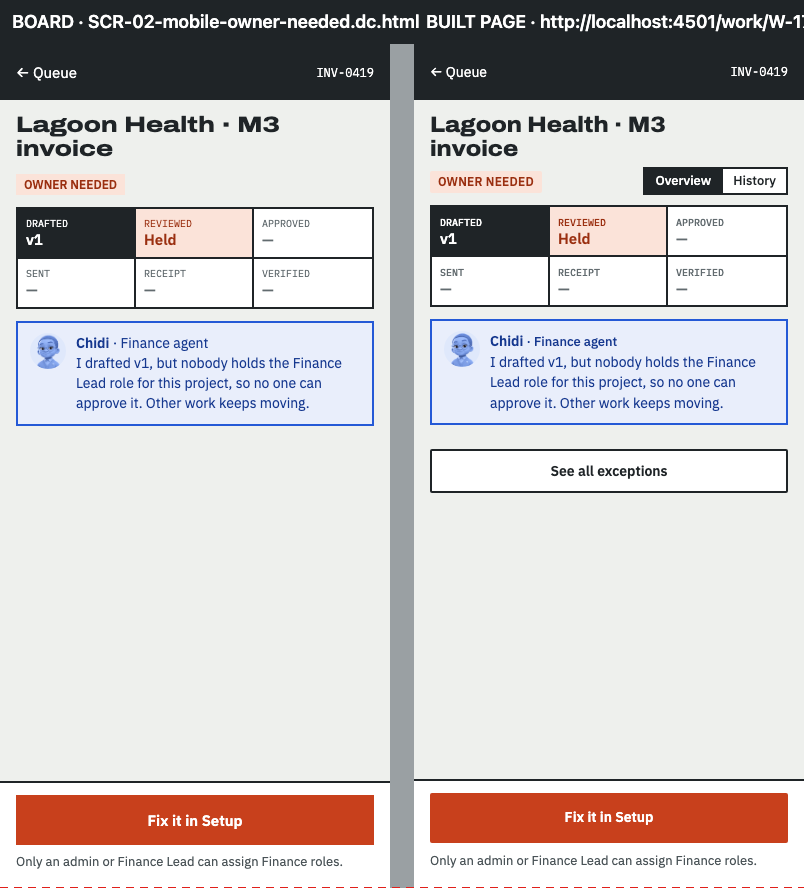 BOARD · SCR-02-mobile-owner-needed.dc.html
← Queue
INV-0419
Lagoon Health · M3
invoice
OWNER NEEDED
DRAFTED
v1
REVIEWED
Held
APPROVED
—
SENT
—
RECEIPT
—
VERIFIED
—
Chidi · Finance agent
I drafted v1, but nobody holds the Finance
Lead role for this project, so no one can
approve it. Other work keeps moving.
Fix it in Setup
Only an admin or Finance Lead can assign Finance roles.
BUILT PAGE · http://localhost:4501/work/W-17
← Queue
INV-0419
Lagoon Health · M3
invoice
OWNER NEEDED
Overview
History
DRAFTED
v1
REVIEWED
Held
APPROVED
—
SENT
—
RECEIPT
—
VERIFIED
—
Chidi · Finance agent
I drafted v1, but nobody holds the Finance
Lead role for this project, so no one can
approve it. Other work keeps moving.
See all exceptions
Fix it in Setup
Only an admin or Finance Lead can assign Finance roles.